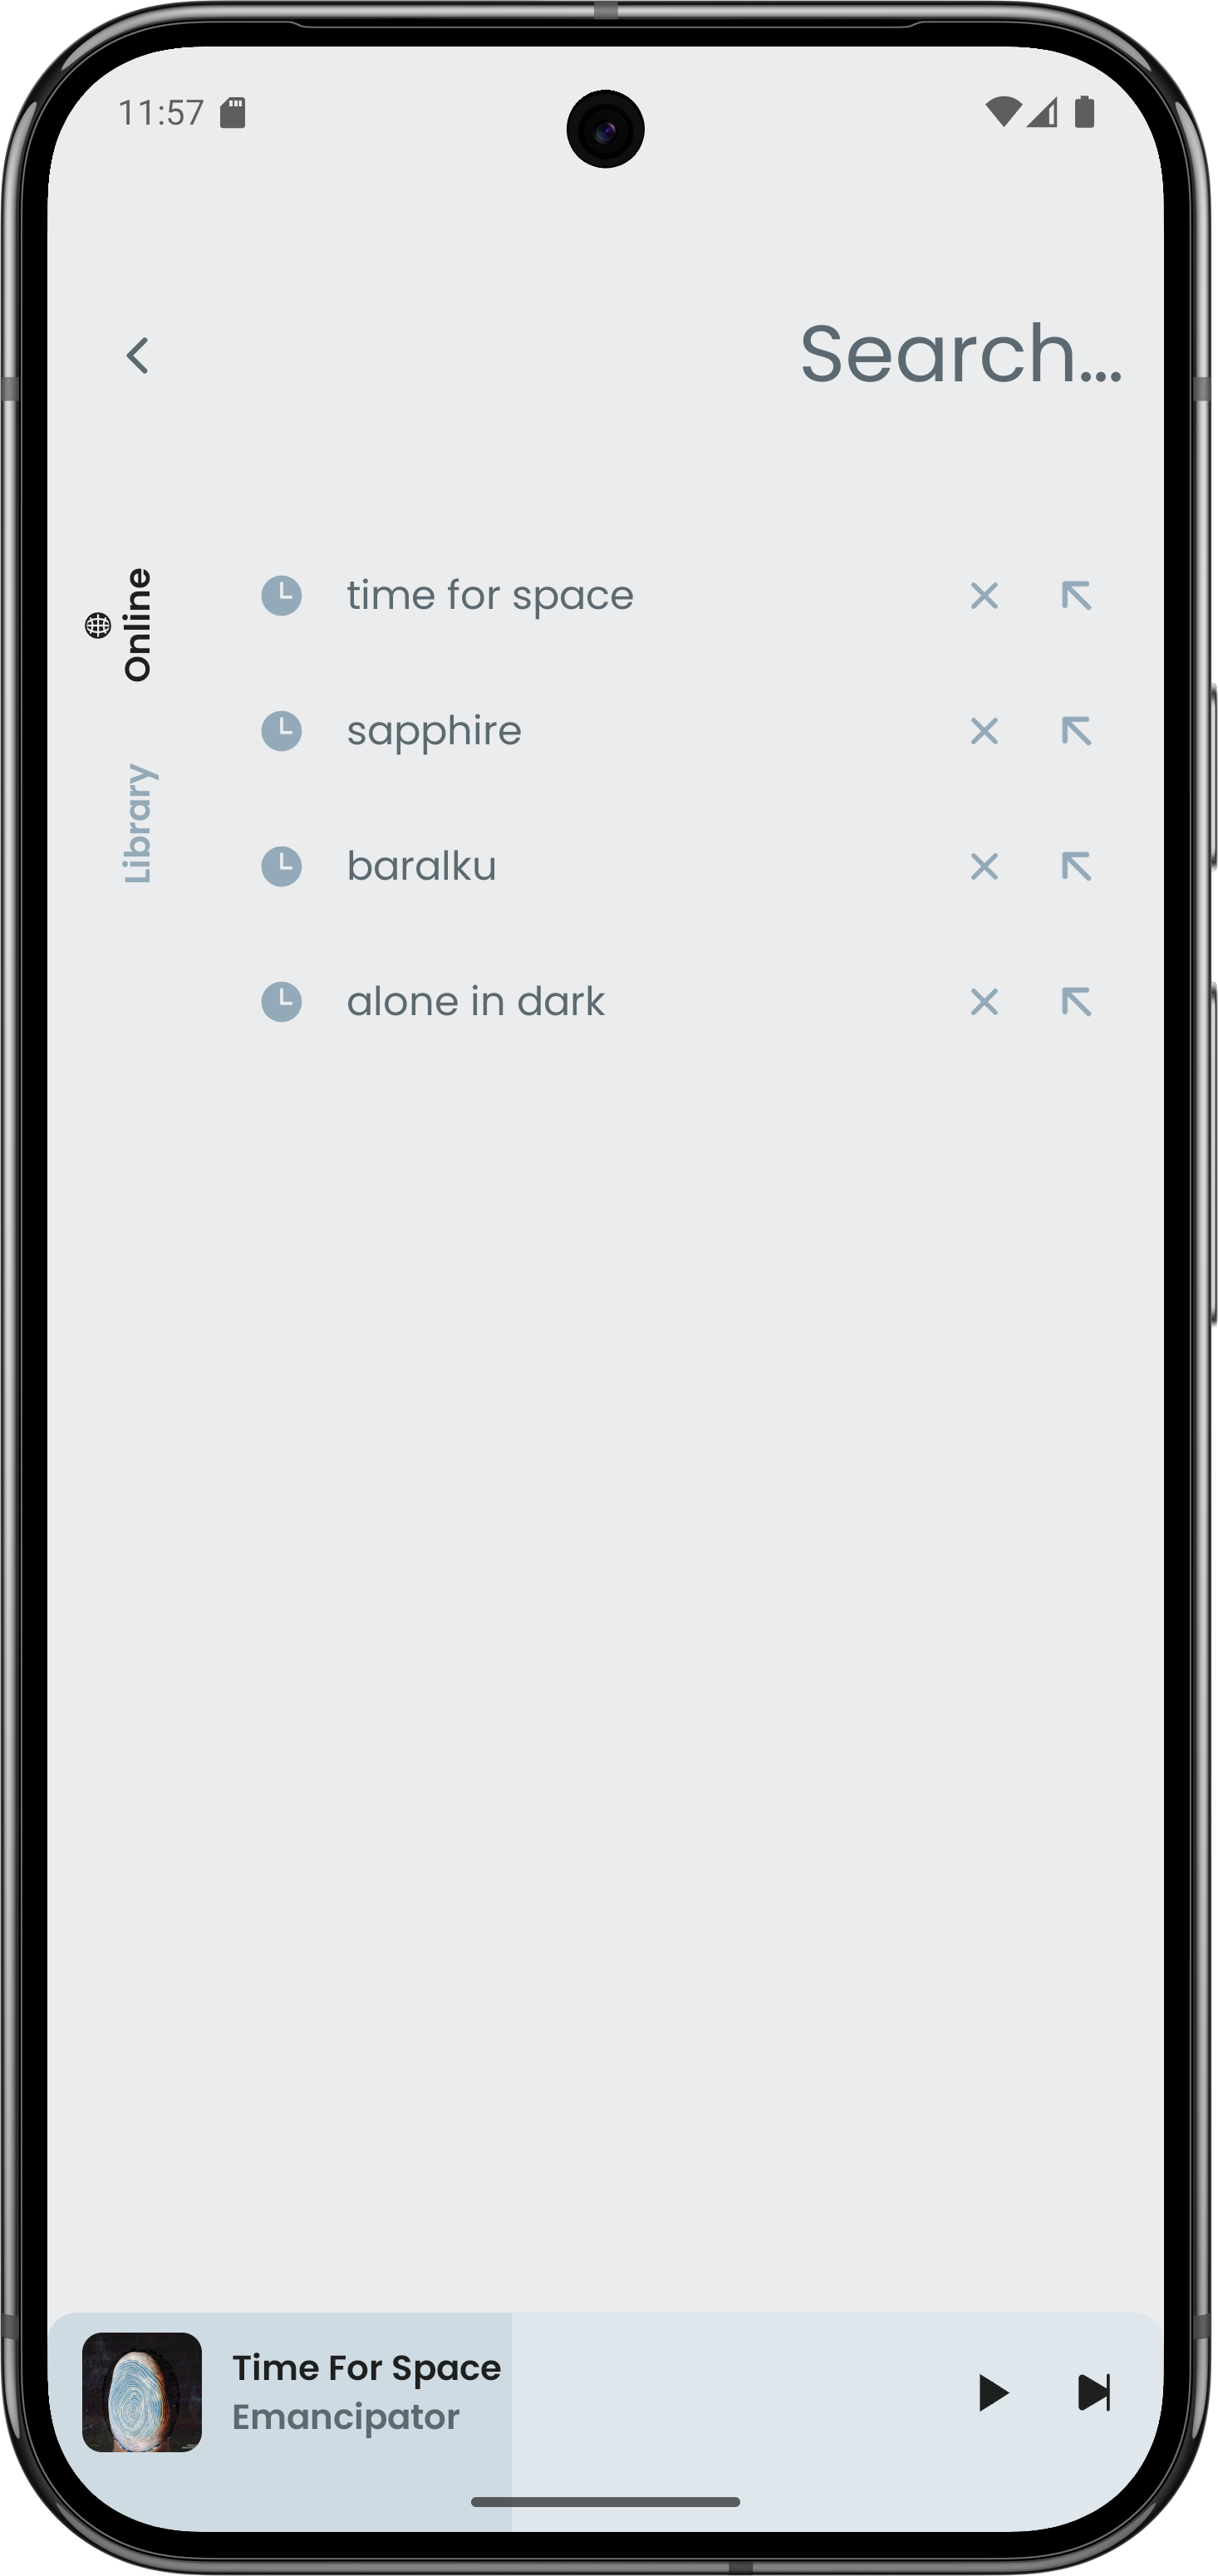 11:57
Search...
Online
Library
time for space
sapphire
baralku
alone in dark
Time For Space
Emancipator